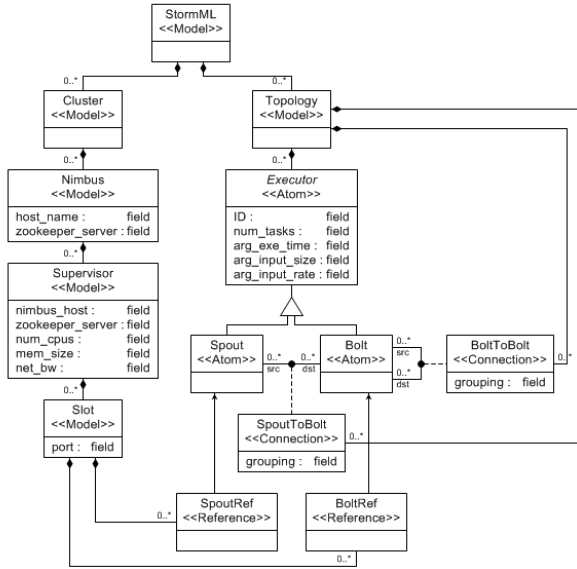 StormML
<<Model>>
0..*
0..*
Cluster
<<Model>>
Topology
<<Model>>
0..*
0..*
Nimbus
<<Model>>
host_name : field
zookeeper_server : field
Executor
<<Atom>>
ID : field
num_tasks : field
arg_exe_time : field
arg_input_size : field
arg_input_rate : field
0..*
Supervisor
<<Model>>
nimbus_host : field
zookeeper_server : field
num_cpus : field
mem_size : field
net_bw : field
Spout
<<Atom>>
0..*
src
0..*
dst
Bolt
<<Atom>>
0..*
src
0..*
dst
BoltToBolt
<<Connection>>
grouping : field
0..*
0..*
Slot
<<Model>>
port : field
SpoutToBolt
<<Connection>>
grouping : field
0..*
SpoutRef
<<Reference>>
0..*
BoltRef
<<Reference>>
0..*